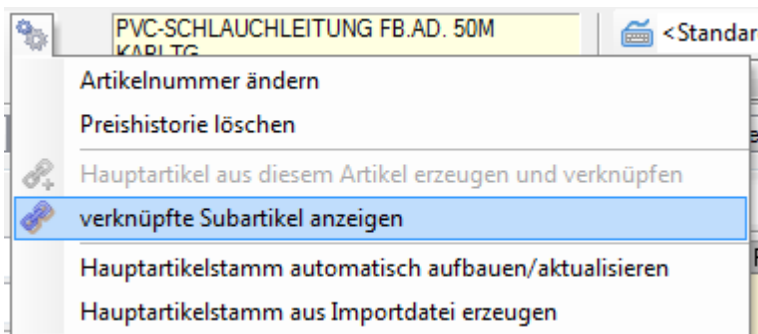 PVC-SCHLAUCHLEITUNG FB.AD. 50M
<Standar
Artikelnummer ändern
Preishistorie löschen
Hauptartikel aus diesem Artikel erzeugen und verknüpfen
verknüpfte Subartikel anzeigen
Hauptartikelstamm automatisch aufbauen/aktualisieren
Hauptartikelstamm aus Importdatei erzeugen